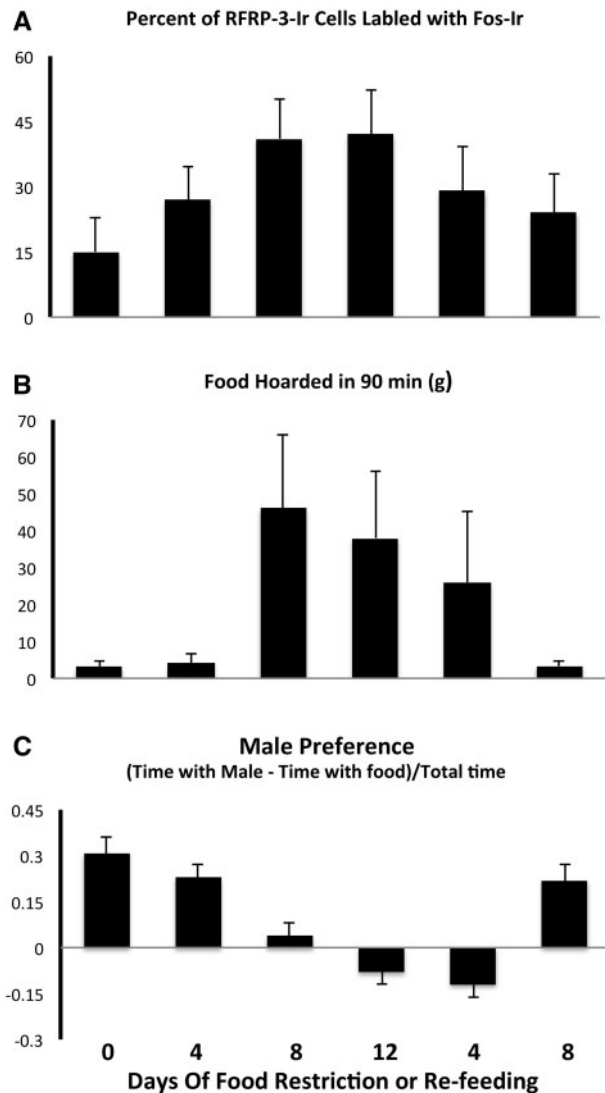 A
Percent of RFRP-3-Ir Cells Labled with Fos-Ir
60
45
30
15
0
B
Food Hoarded in 90 min (g)
70
60
50
40
30
20
10
0
C
Male Preference
(Time with Male - Time with food)/Total time
0.45
0.3
0.15
0
-0.15
-0.3
0 4 8 12 4 8
Days Of Food Restriction or Re-feeding